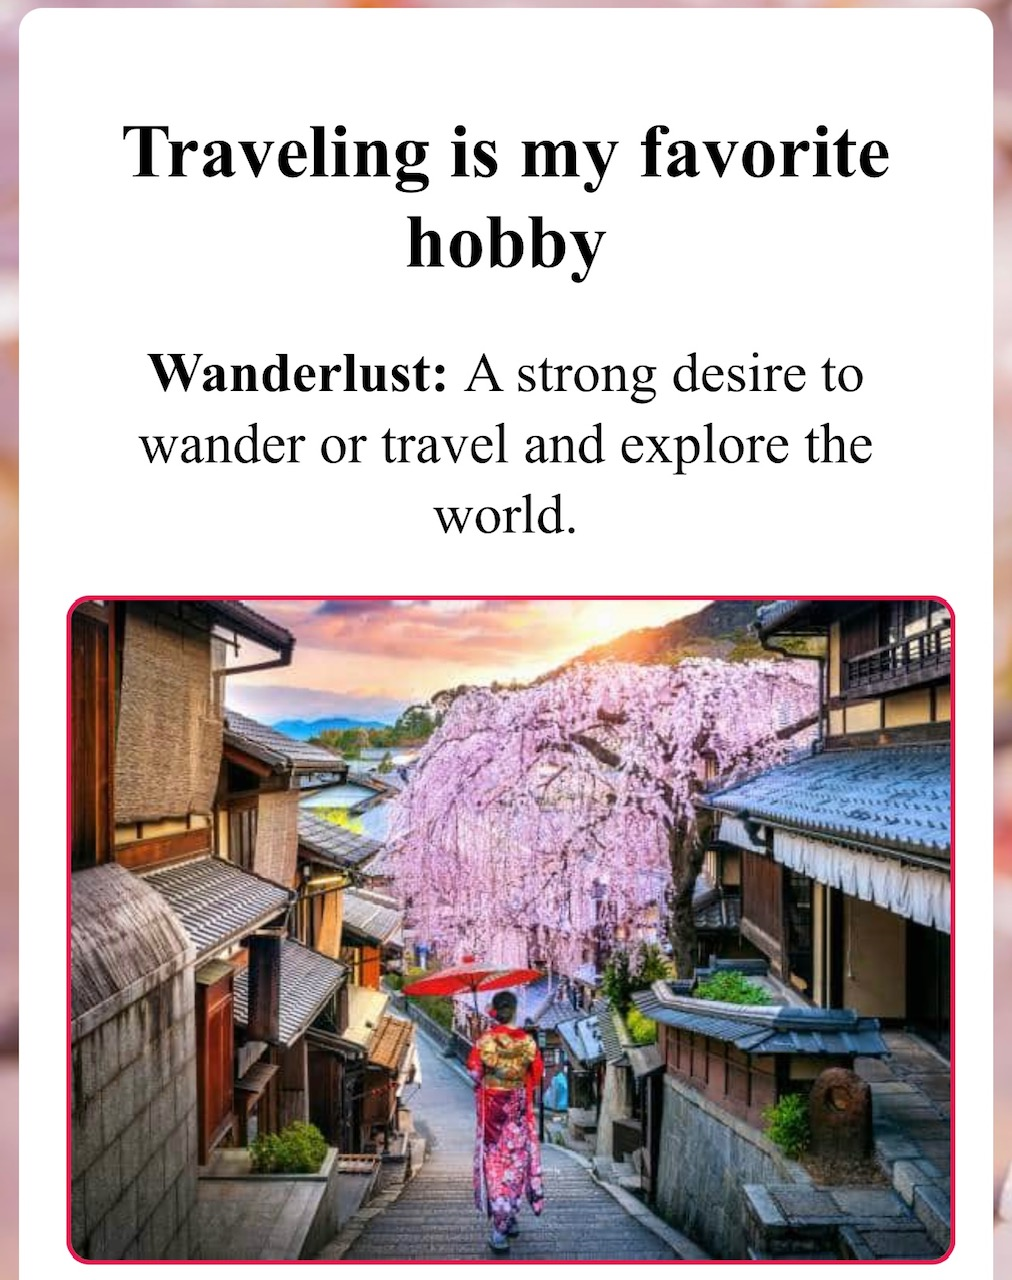 Traveling is my favorite
hobby
Wanderlust: A strong desire to
wander or travel and explore the
world.